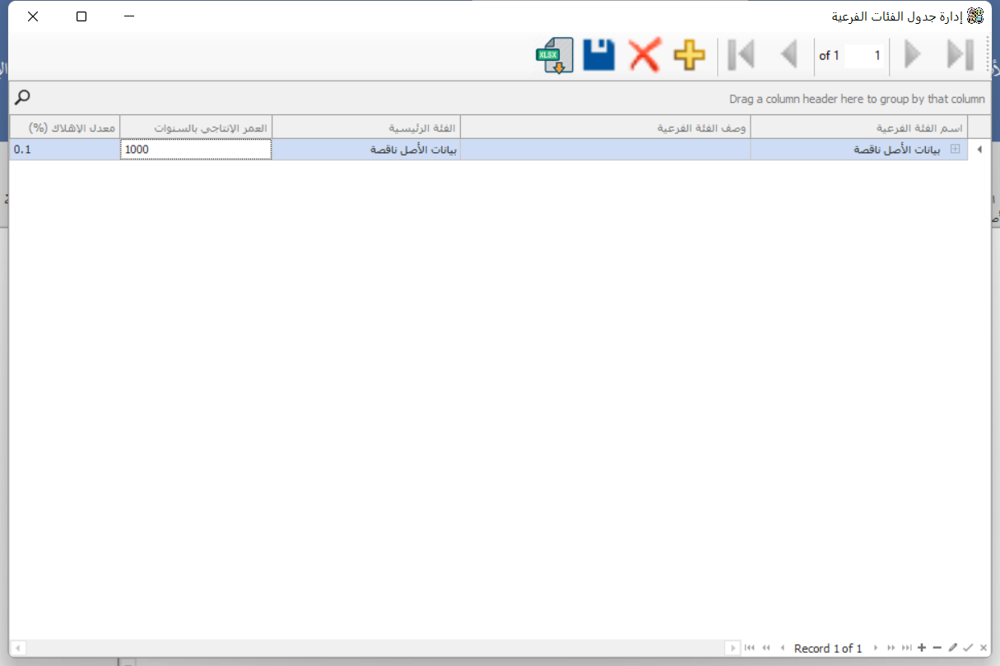 إدارة جدول الفئات الفرعية
XLSX
of 1
1
Drag a column header here to group by that column
اسم الفئة الفرعية
وصف الفئة الفرعية
الفئة الرئيسية
العمر الإنتاجي بالسنوات
معدل الإهلاك (%)
بيانات الأصل ناقصة
بيانات الأصل ناقصة
1000
0.1
Record 1 of 1